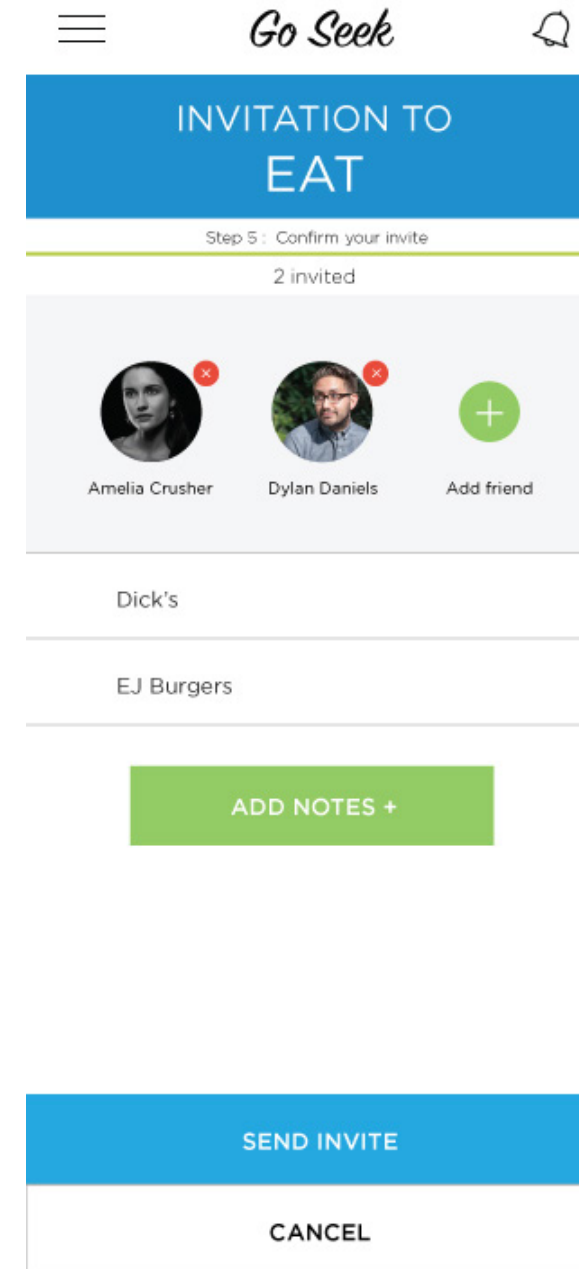 Go Seek
INVITATION TO
EAT
Step 5 : Confirm your invite
2 invited
Amelia Crusher
Dylan Daniels
Add friend
Dick's
EJ Burgers
ADD NOTES +
SEND INVITE
CANCEL